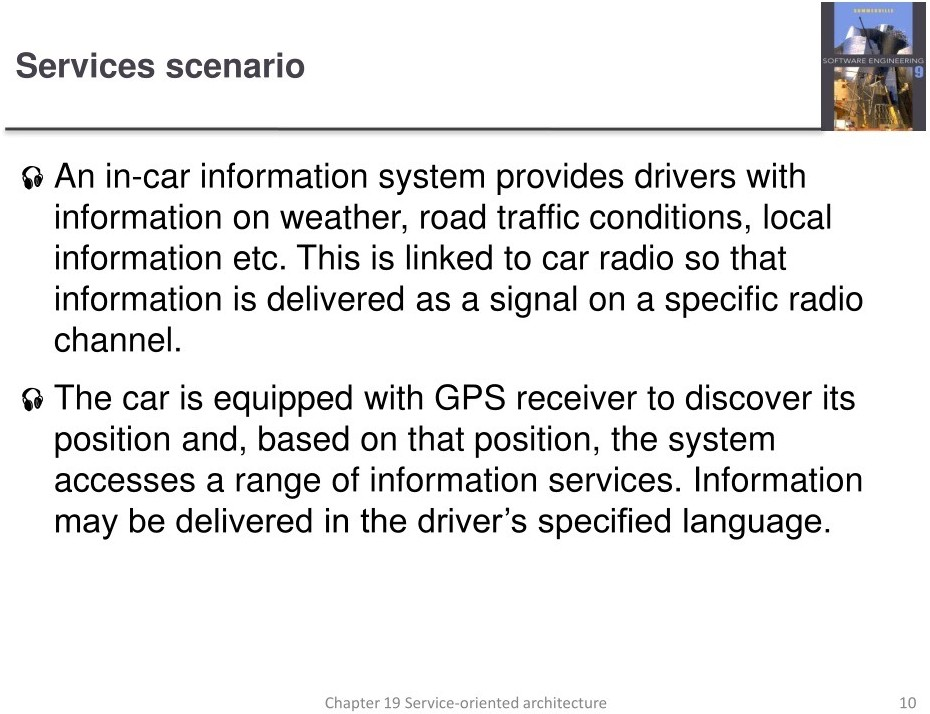 Services scenario
SOMMERVILLE
SOFTWARE ENGINEERING
9
An in-car information system provides drivers with
information on weather, road traffic conditions, local
information etc. This is linked to car radio so that
information is delivered as a signal on a specific radio
channel.
The car is equipped with GPS receiver to discover its
position and, based on that position, the system
accesses a range of information services. Information
may be delivered in the driver’s specified language.
Chapter 19 Service-oriented architecture
10